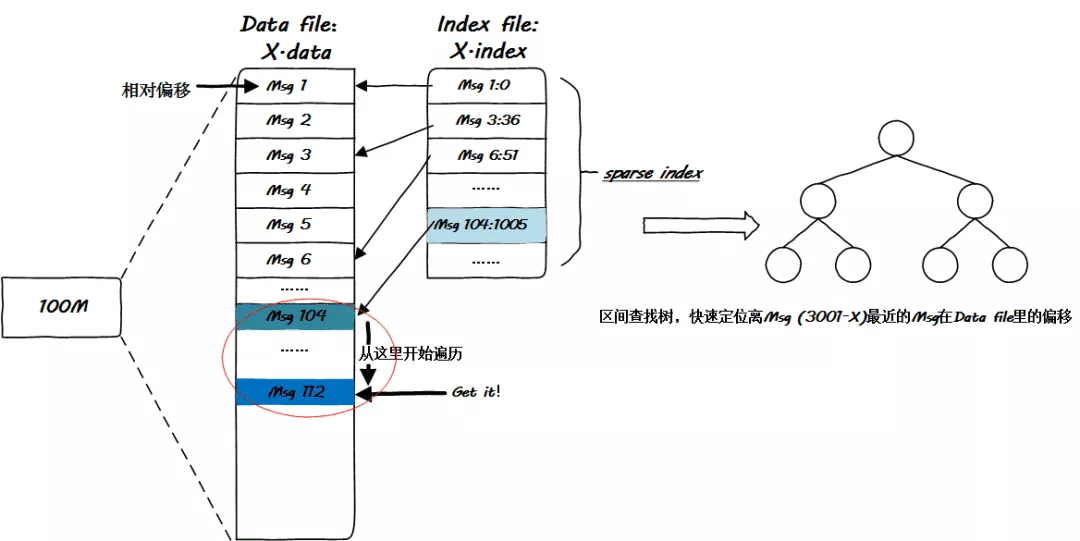 Data file:
X·data
Index file:
X·index
相对偏移
Msg 1
Msg 2
Msg 3
Msg 4
Msg 5
Msg 6
......
Msg 104
......
Msg 112
Msg 1:0
Msg 3:36
Msg 6:51
......
Msg 104:1005
......
sparse index
100M
从这里开始遍历
Get it!
区间查找树，快速定位离Msg (3001-X)最近的Msg在Data file里的偏移